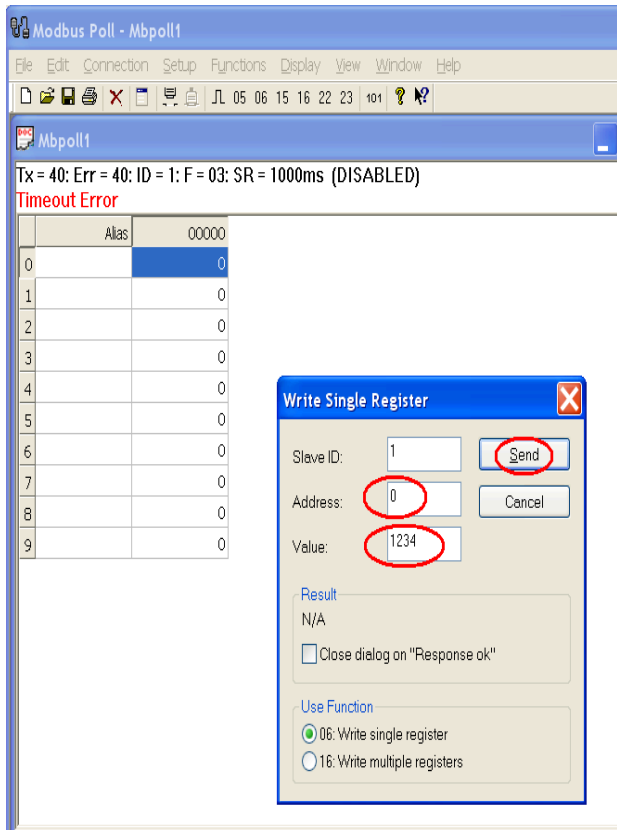 Modbus Poll - Mbpoll1
File Edit Connection Setup Functions Display View Window Help
05 06 15 16 22 23 101
Mbpoll1
Tx = 40: Err = 40: ID = 1: F = 03: SR = 1000ms (DISABLED)
Timeout Error
Alias 00000
0 0
1 0
2 0
3 0
4 0
5 0
6 0
7 0
8 0
9 0
Write Single Register
Slave ID: 1 Send
Address: 0 Cancel
Value: 1234
Result
N/A
Close dialog on "Response ok"
Use Function
06: Write single register
16: Write multiple registers